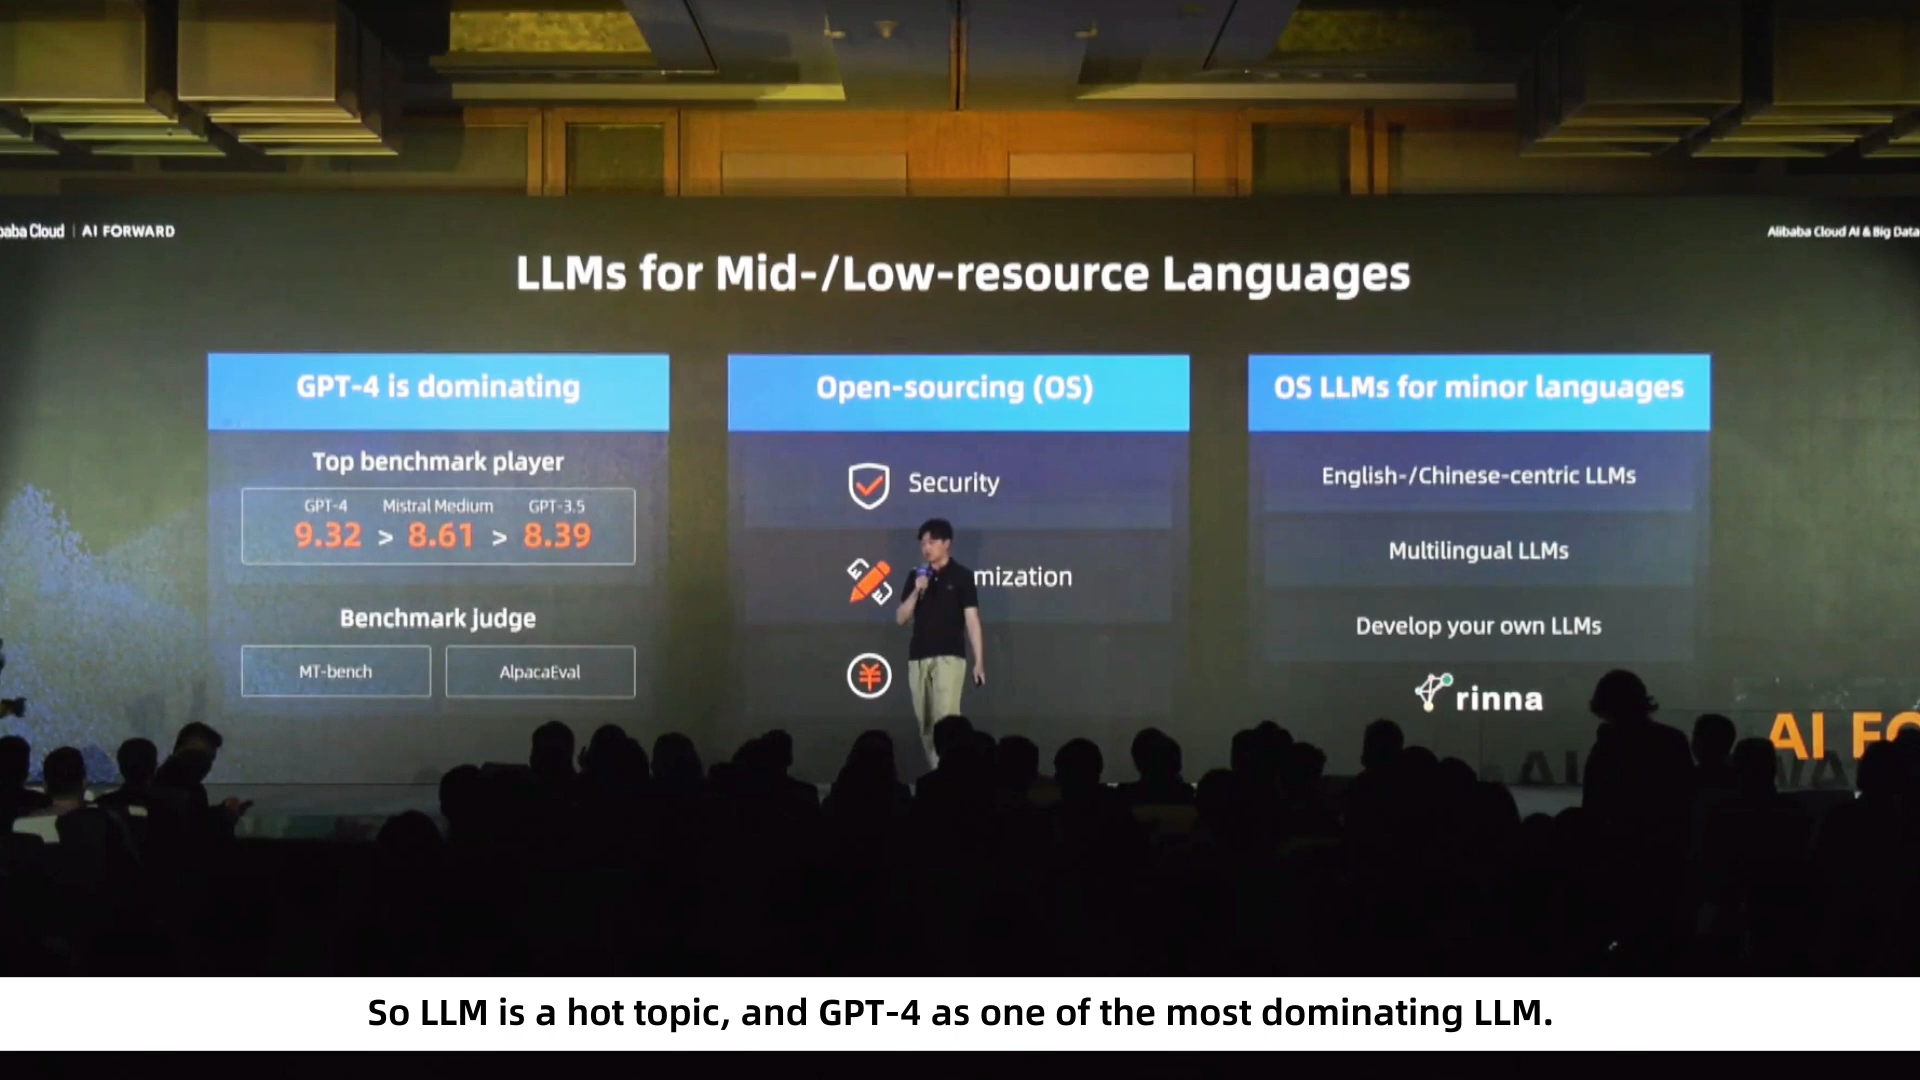 baba Cloud | AI FORWARD
Alibaba Cloud AI & Big Data
LLMs for Mid-/Low-resource Languages
GPT-4 is dominating
Top benchmark player
GPT-4 Mistral Medium GPT-3.5
9.32 > 8.61 > 8.39
Benchmark judge
MT-bench AlpacaEval
Open-sourcing (OS)
Security
mization
¥
OS LLMs for minor languages
English-/Chinese-centric LLMs
Multilingual LLMs
Develop your own LLMs
rinna
AI FO
So LLM is a hot topic, and GPT-4 as one of the most dominating LLM.